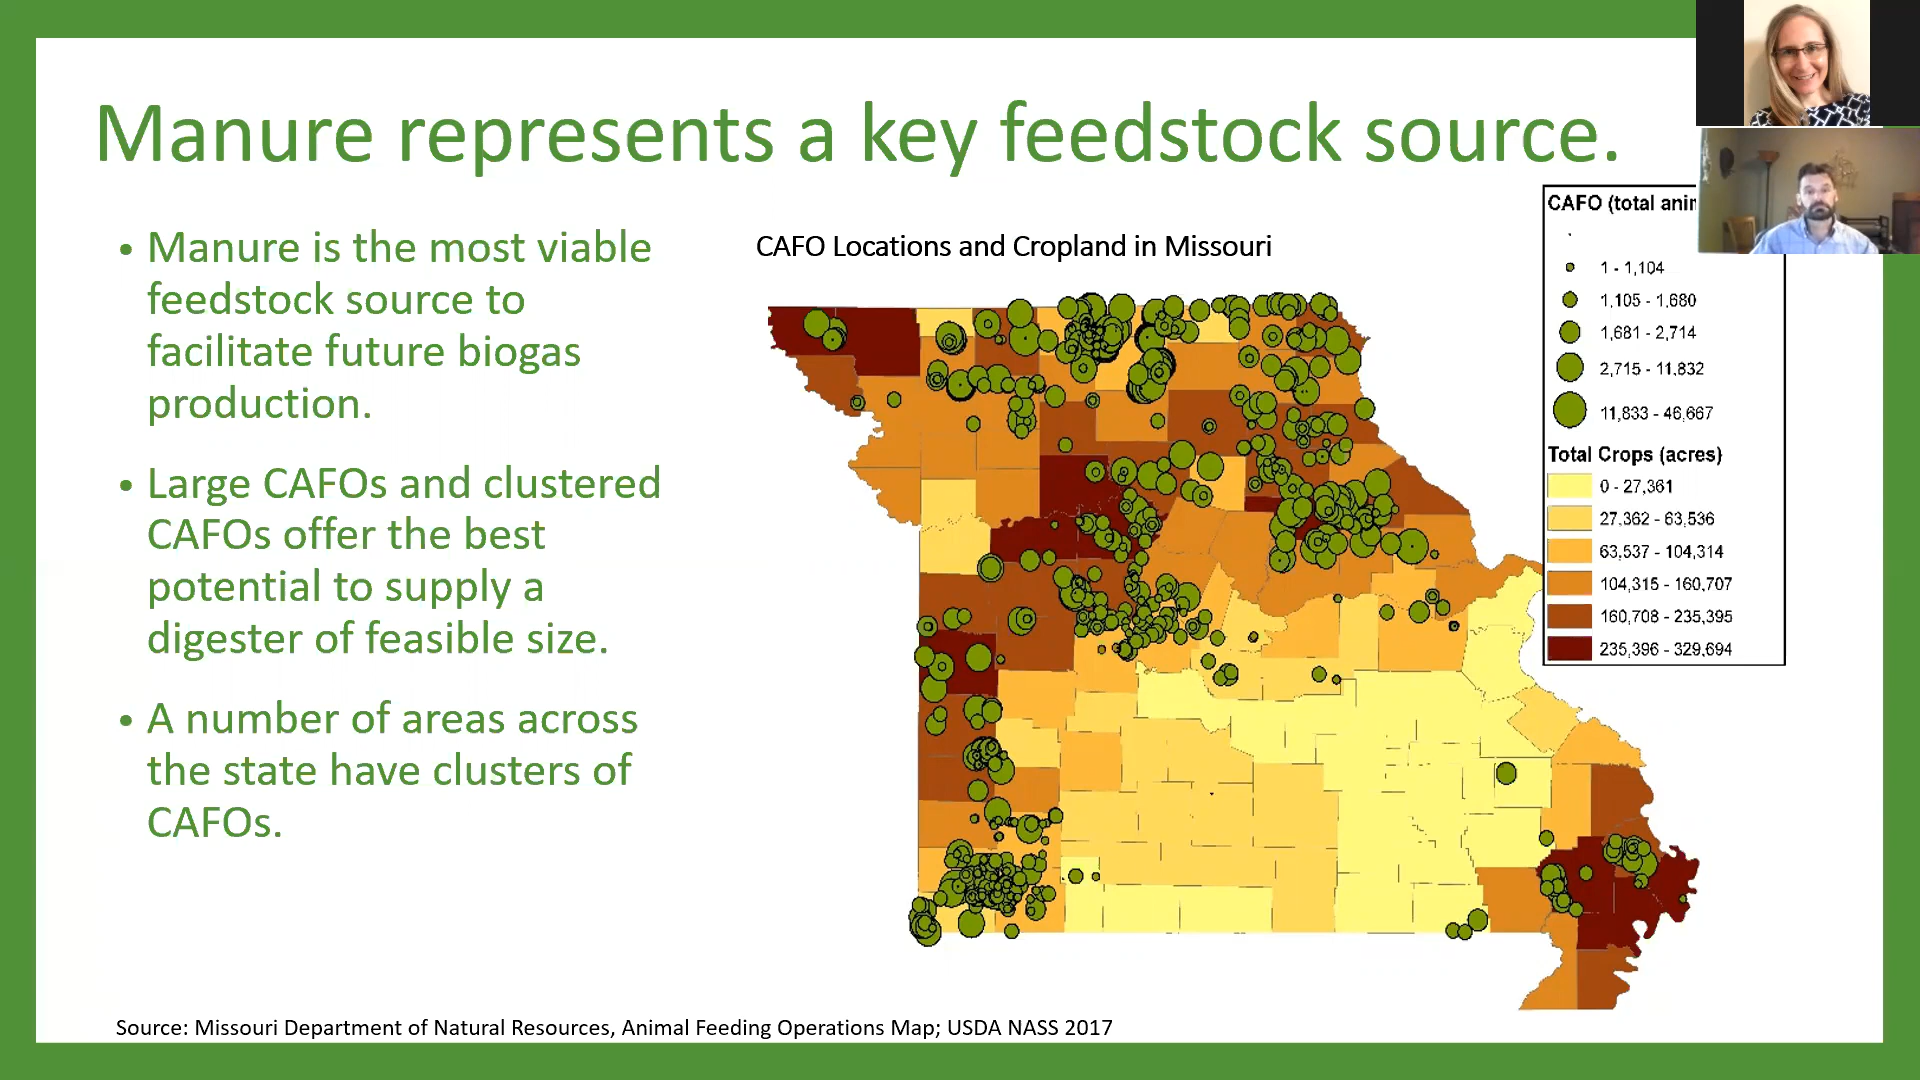 Manure represents a key feedstock source.
• Manure is the most viable
feedstock source to
facilitate future biogas
production.
• Large CAFOs and clustered
CAFOs offer the best
potential to supply a
digester of feasible size.
• A number of areas across
the state have clusters of
CAFOs.
CAFO Locations and Cropland in Missouri
CAFO (total
1 - 1,104
1,105 - 1,680
1,681 - 2,714
2,715 - 11,832
11,833 - 46,667
Total Crops (acres)
0 - 27,361
27,362 - 63,536
63,537 - 104,314
104,315 - 160,707
160,708 - 235,395
235,396 - 329,694
Source: Missouri Department of Natural Resources, Animal Feeding Operations Map; USDA NASS 2017